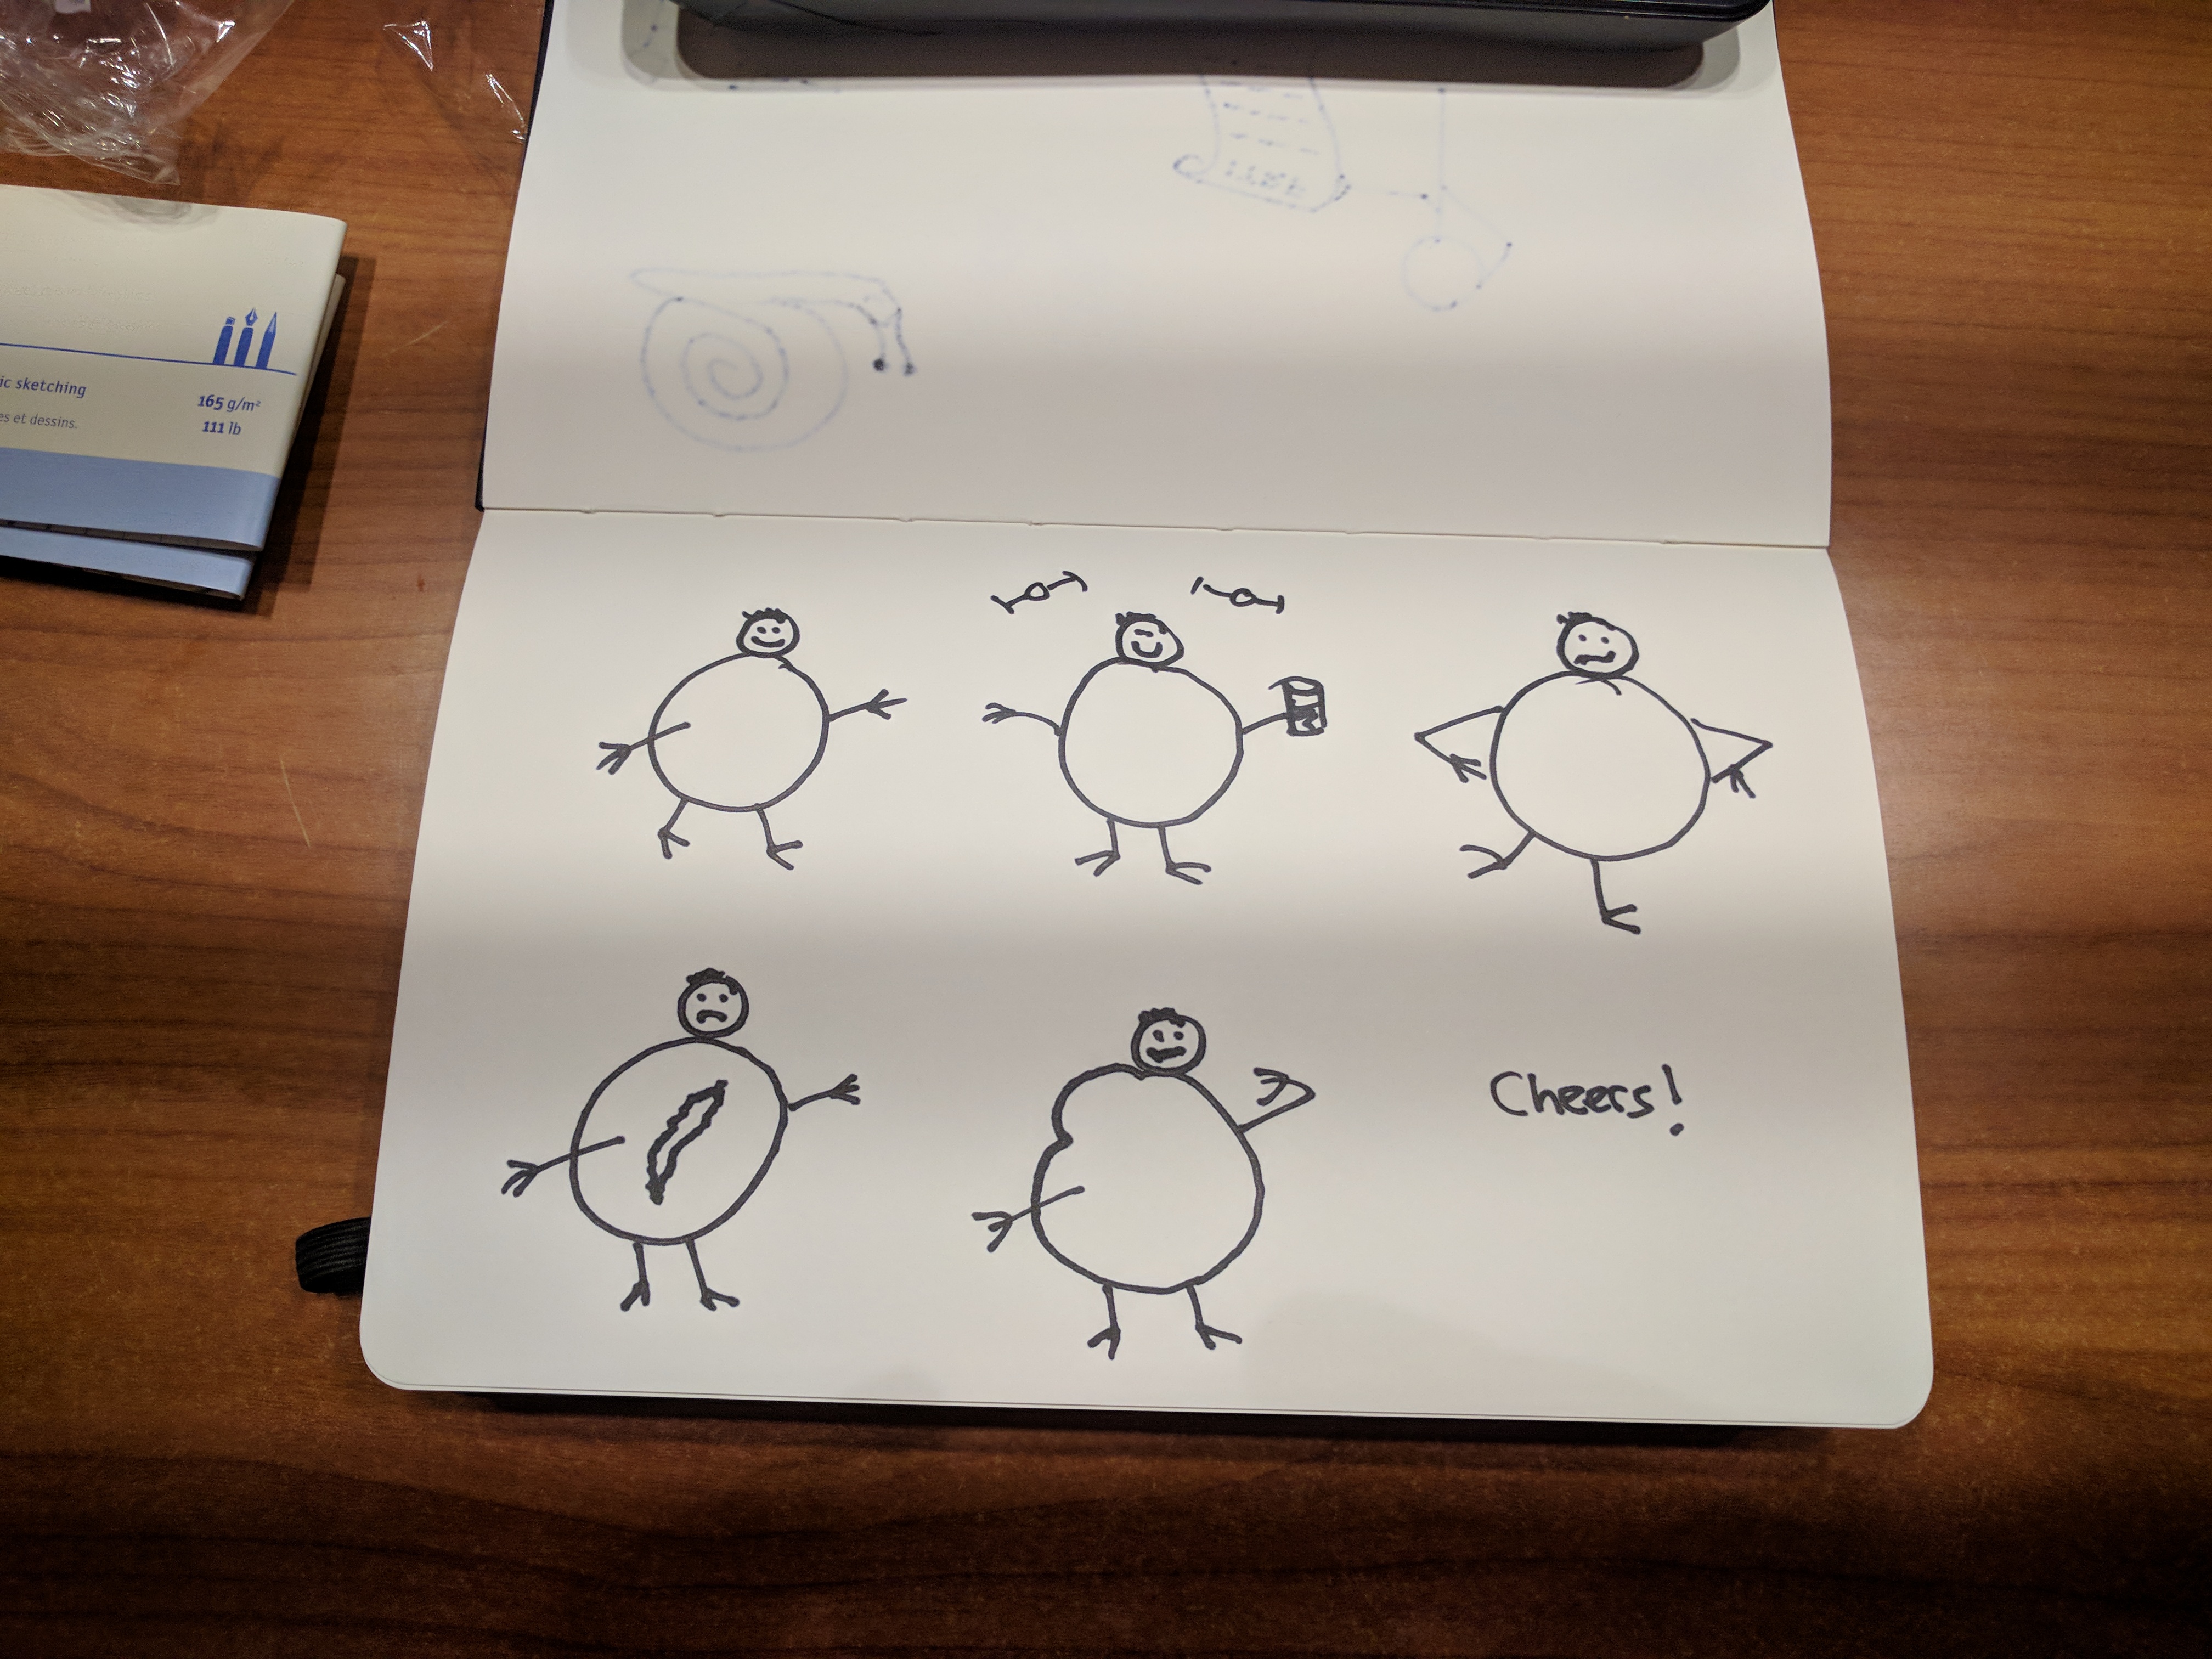 ic sketching
165 g/m²
es et dessins.
111 lb
Cheers!